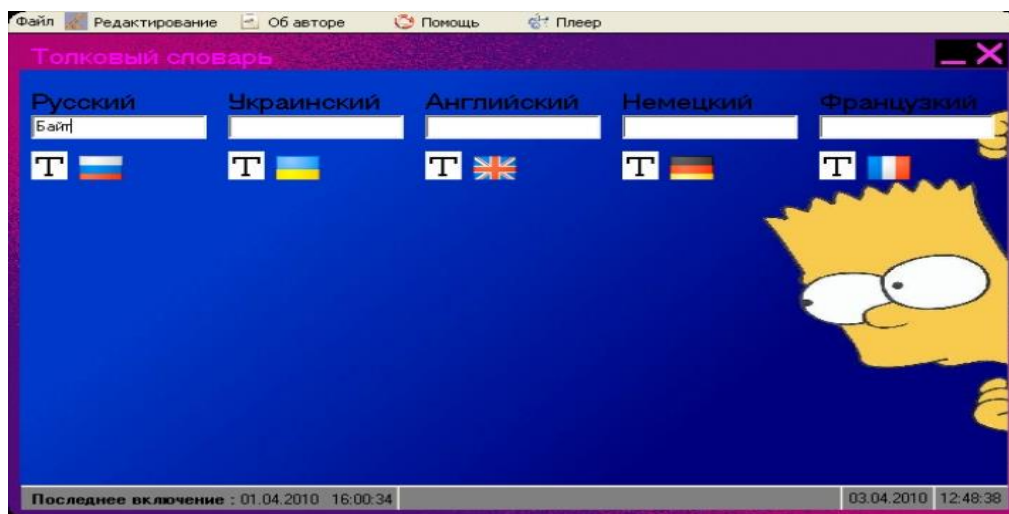 Файл Редактирование Об авторе Помощь Плеер
Толковый словарь
Русский Украинский Английский Немецкий Французкий
Байт
T T T T T
Последнее включение : 01.04.2010 16:00:34 03.04.2010 12:48:38